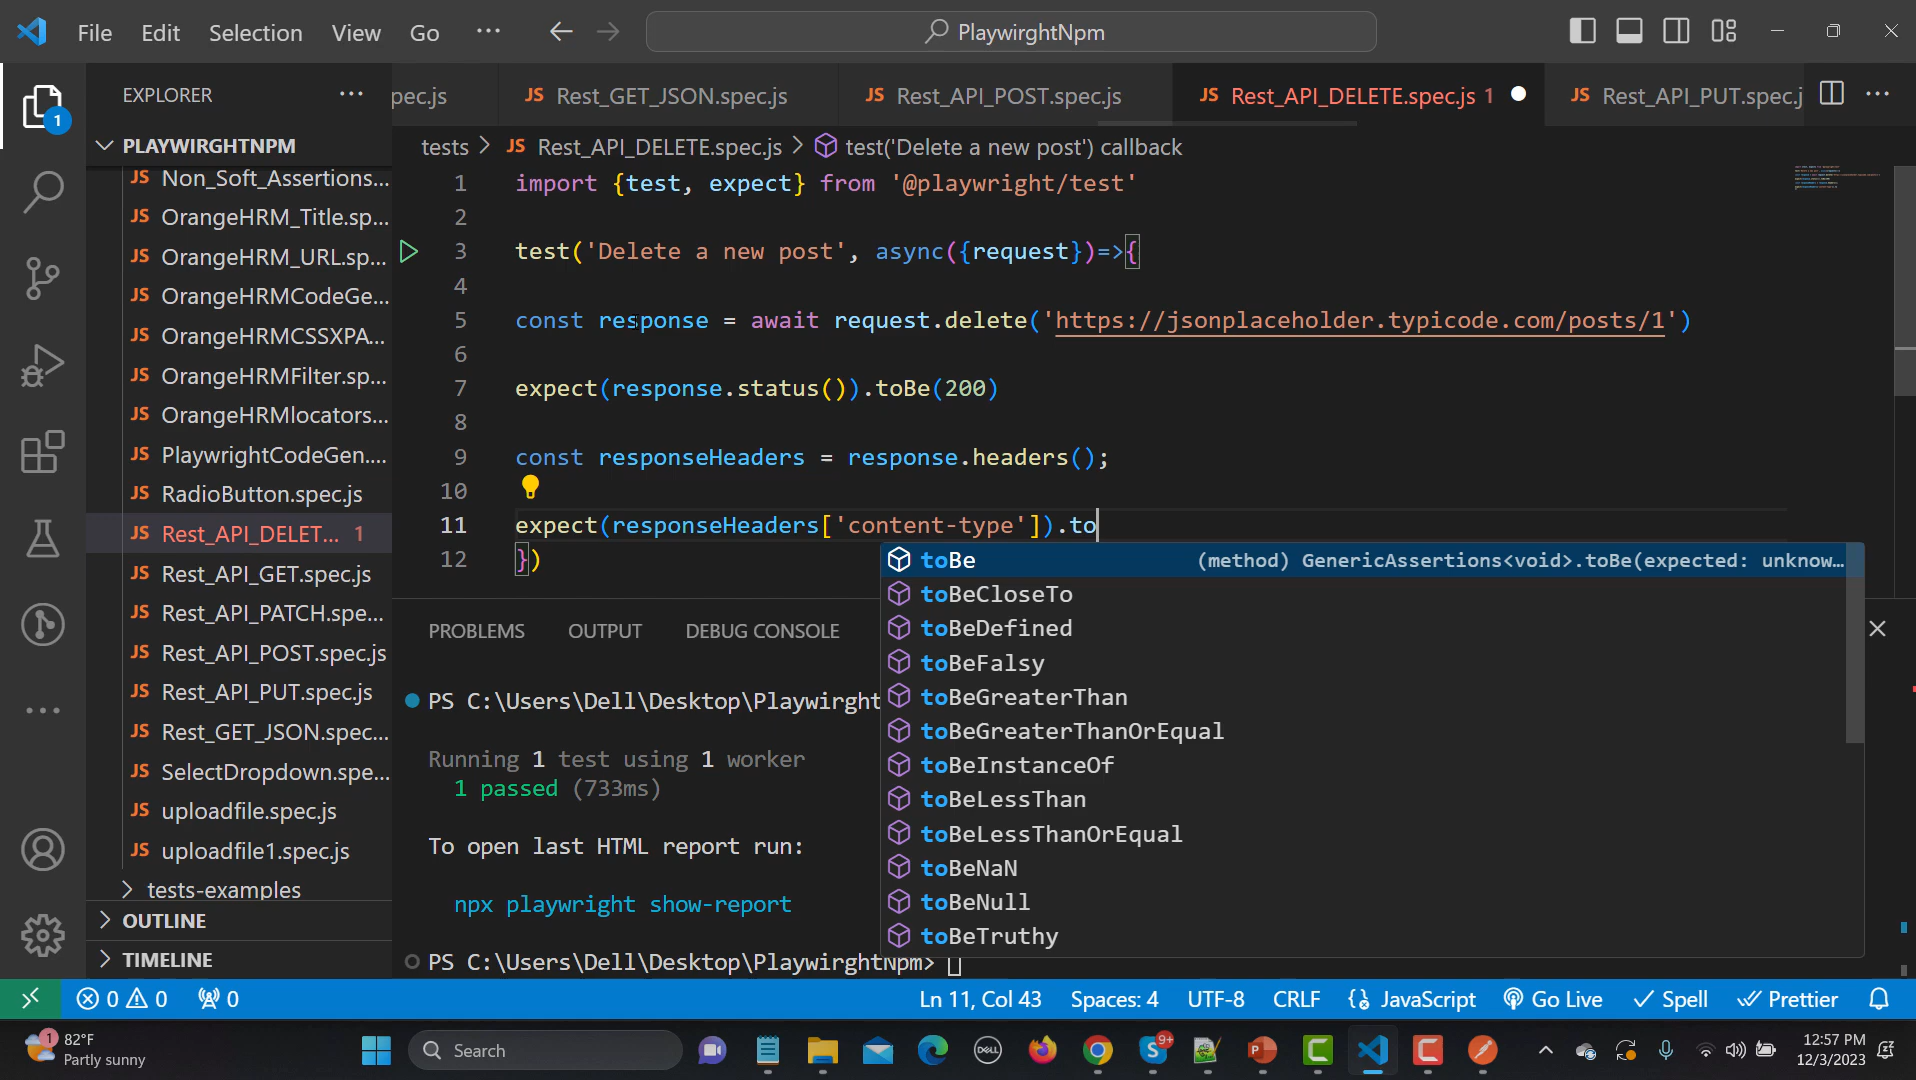 File Edit Selection View Go ··· PlaywirghtNpm
EXPLORER ···
pec.js
JS Rest_GET_JSON.spec.js
JS Rest_API_POST.spec.js
JS Rest_API_DELETE.spec.js 1
JS Rest_API_PUT.spec.j
1
PLAYWIRGHTNPM
JS Non_Soft_Assertions...
JS OrangeHRM_Title.sp...
JS OrangeHRM_URL.sp...
JS OrangeHRMCodeGe...
JS OrangeHRMCSSXPA...
JS OrangeHRMFilter.sp...
JS OrangeHRMlocators...
JS PlaywrightCodeGen....
JS RadioButton.spec.js
JS Rest_API_DELET... 1
JS Rest_API_GET.spec.js
JS Rest_API_PATCH.spe...
JS Rest_API_POST.spec.js
JS Rest_API_PUT.spec.js
JS Rest_GET_JSON.spec...
JS SelectDropdown.spe...
JS uploadfile.spec.js
JS uploadfile1.spec.js
tests-examples
OUTLINE
TIMELINE
tests > JS Rest_API_DELETE.spec.js > test('Delete a new post') callback
1 import {test, expect} from '@playwright/test'
2
3 test('Delete a new post', async({request})=>{
4
5 const response = await request.delete('https://jsonplaceholder.typicode.com/posts/1')
6
7 expect(response.status()).toBe(200)
8
9 const responseHeaders = response.headers();
10
11 expect(responseHeaders['content-type']).to
12 })
toBe (method) GenericAssertions<void>.toBe(expected: unknow...
toBeCloseTo
toBeDefined
toBeFalsy
toBeGreaterThan
toBeGreaterThanOrEqual
toBeInstanceOf
toBeLessThan
toBeLessThanOrEqual
toBeNaN
toBeNull
toBeTruthy
PROBLEMS OUTPUT DEBUG CONSOLE
PS C:\Users\Dell\Desktop\Playwirght
Running 1 test using 1 worker
1 passed (733ms)
To open last HTML report run:
npx playwright show-report
PS C:\Users\Dell\Desktop\PlaywirghtNpm>
0 0 0 Ln 11, Col 43 Spaces: 4 UTF-8 CRLF {} JavaScript Go Live Spell Prettier
1 82°F
Partly sunny
Search
DELL
9+
12:57 PM
12/3/2023